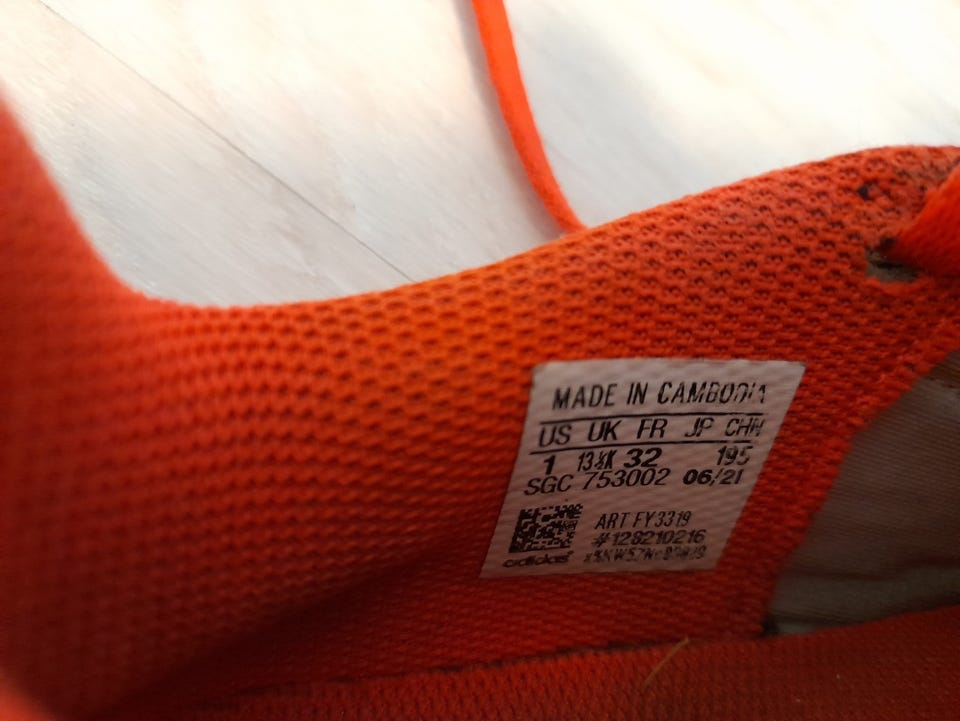 MADE IN CAMBODIA
US UK FR JP CHN
1 13½K 32 195
SGC 753002 06/21
ART FY3319
#128210216
adidas